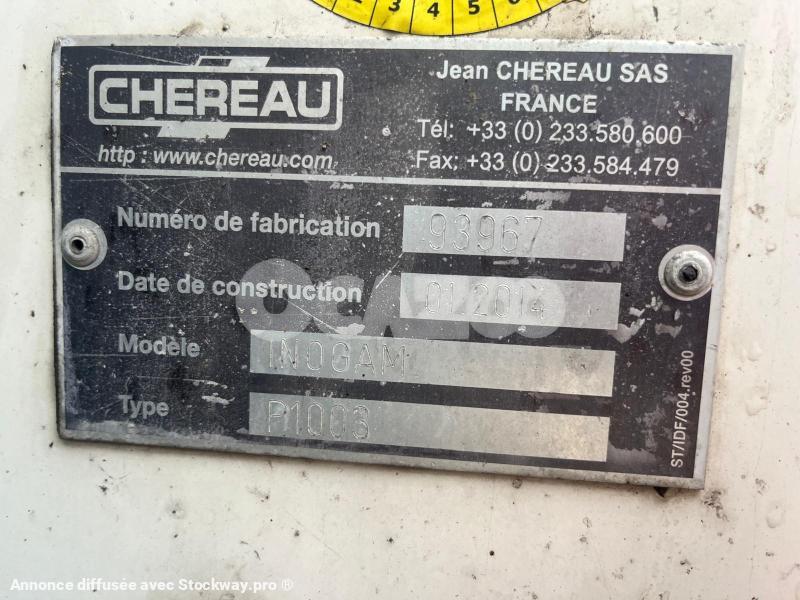 3 4 5
CHEREAU
http : www.chereau.com
Jean CHEREAU SAS
FRANCE
Tél: +33 (0) 233.580.600
Fax: +33 (0) 233.584.479
Numéro de fabrication 93967
Date de construction 01.2014
Modèle INOGAM
Type P1003
ST/IDF/004.rev00
Annonce diffusée avec Stockway.pro ®